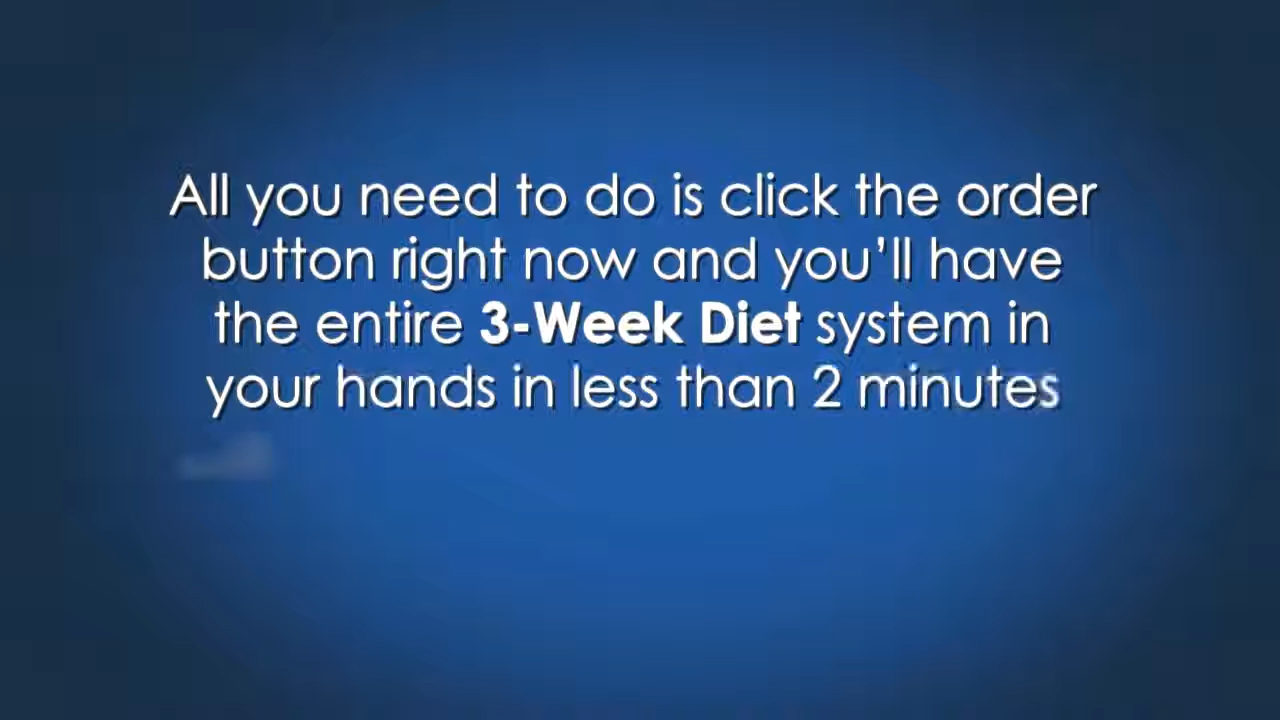 All you need to do is click the order
button right now and you’ll have
the entire 3-Week Diet system in
your hands in less than 2 minutes